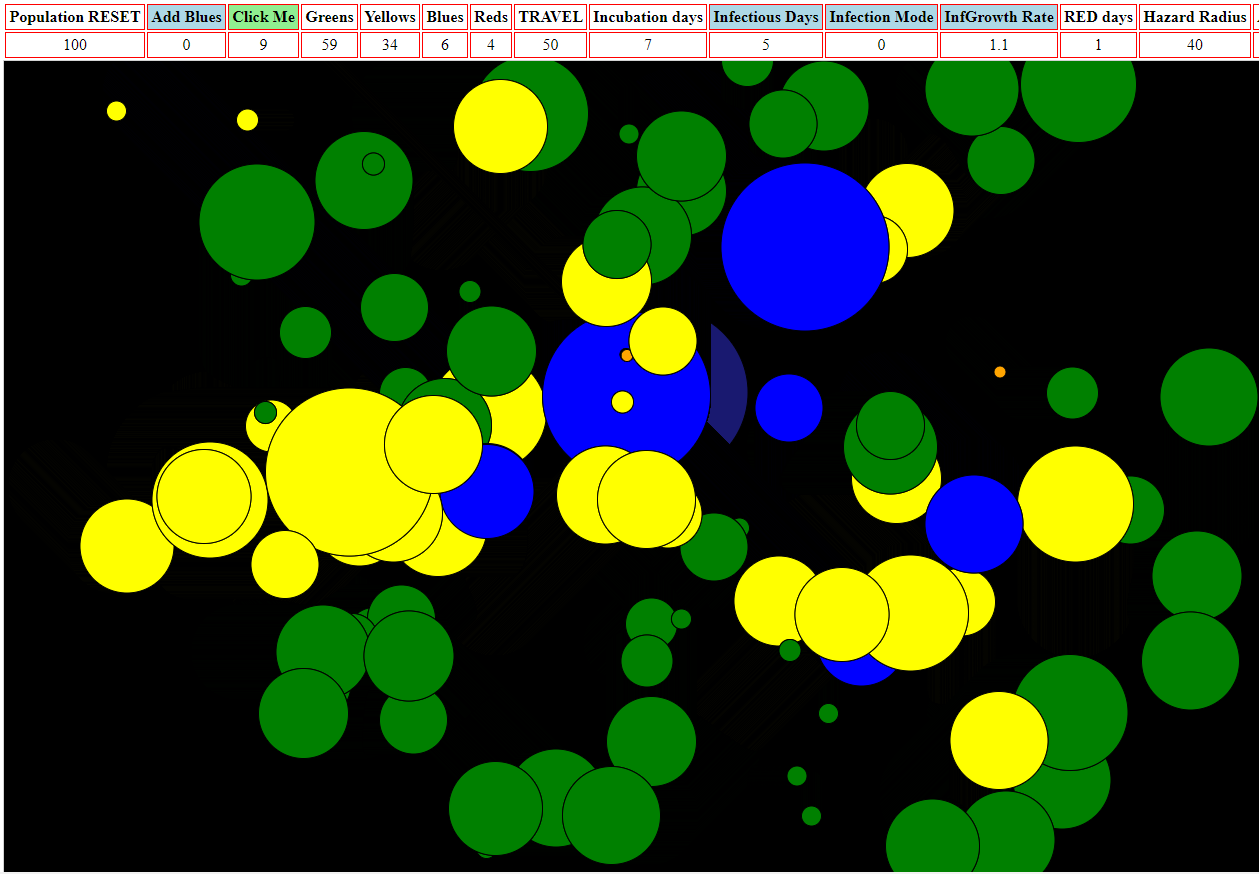 Population RESET Add Blues Click Me Greens Yellows Blues Reds TRAVEL Incubation days Infectious Days Infection Mode InfGrowth Rate RED days Hazard Radius
100 0 9 59 34 6 4 50 7 5 0 1.1 1 40